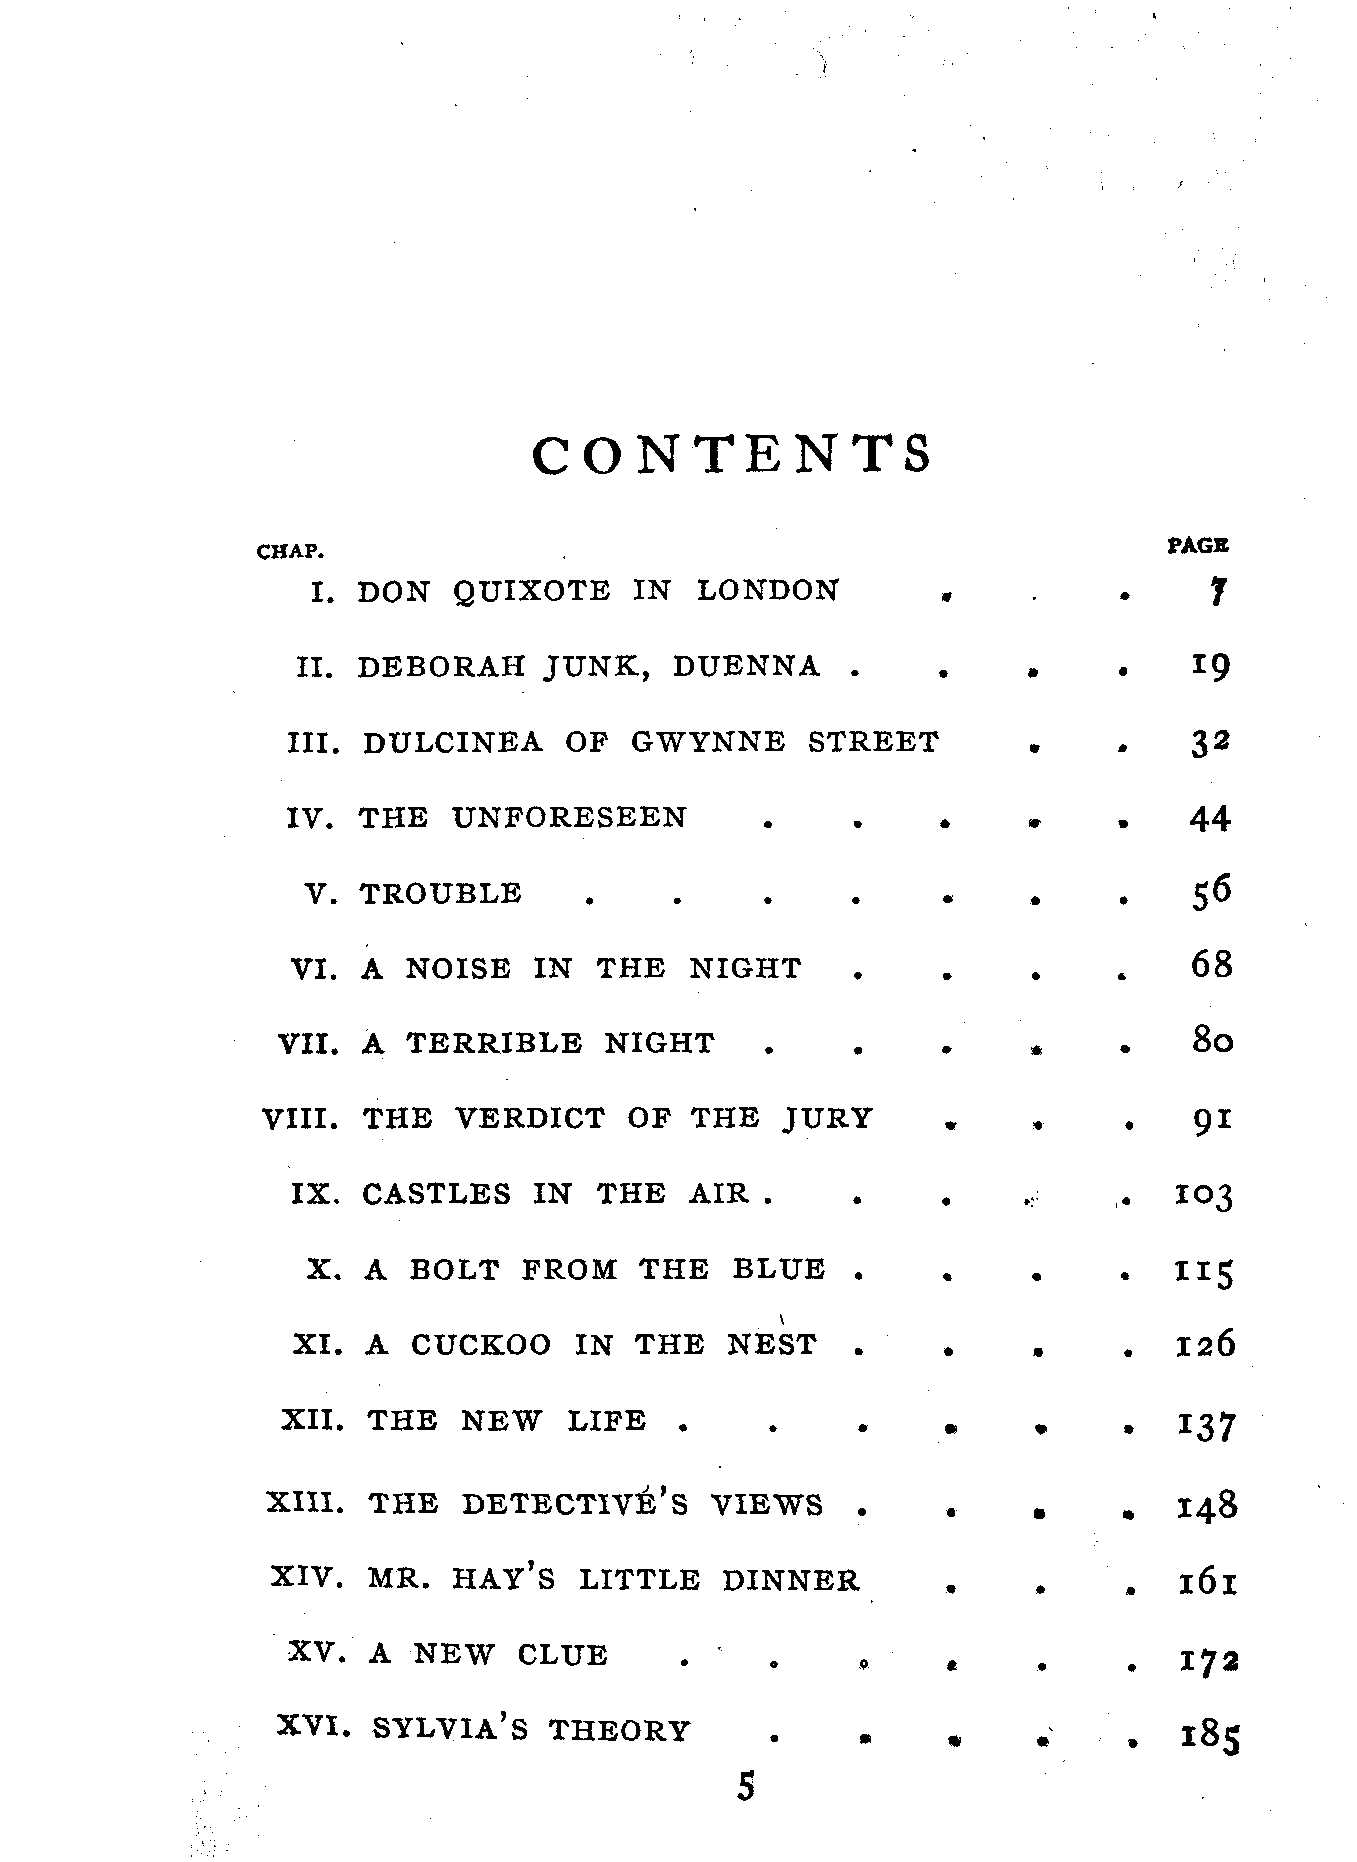 CONTENTS
CHAP. PAGE
I. DON QUIXOTE IN LONDON . . . 7
II. DEBORAH JUNK, DUENNA . . . . 19
III. DULCINEA OF GWYNNE STREET . . 32
IV. THE UNFORESEEN . . . . . 44
V. TROUBLE . . . . . . . 56
VI. A NOISE IN THE NIGHT . . . . 68
VII. A TERRIBLE NIGHT . . . . . 80
VIII. THE VERDICT OF THE JURY . . . 91
IX. CASTLES IN THE AIR . . . . . 103
X. A BOLT FROM THE BLUE . . . . 115
XI. A CUCKOO IN THE NEST . . . . 126
XII. THE NEW LIFE . . . . . . 137
XIII. THE DETECTIVE'S VIEWS . . . . 148
XIV. MR. HAY'S LITTLE DINNER . . . 161
XV. A NEW CLUE . . . . . . 172
XVI. SYLVIA'S THEORY . . . . . 185
5